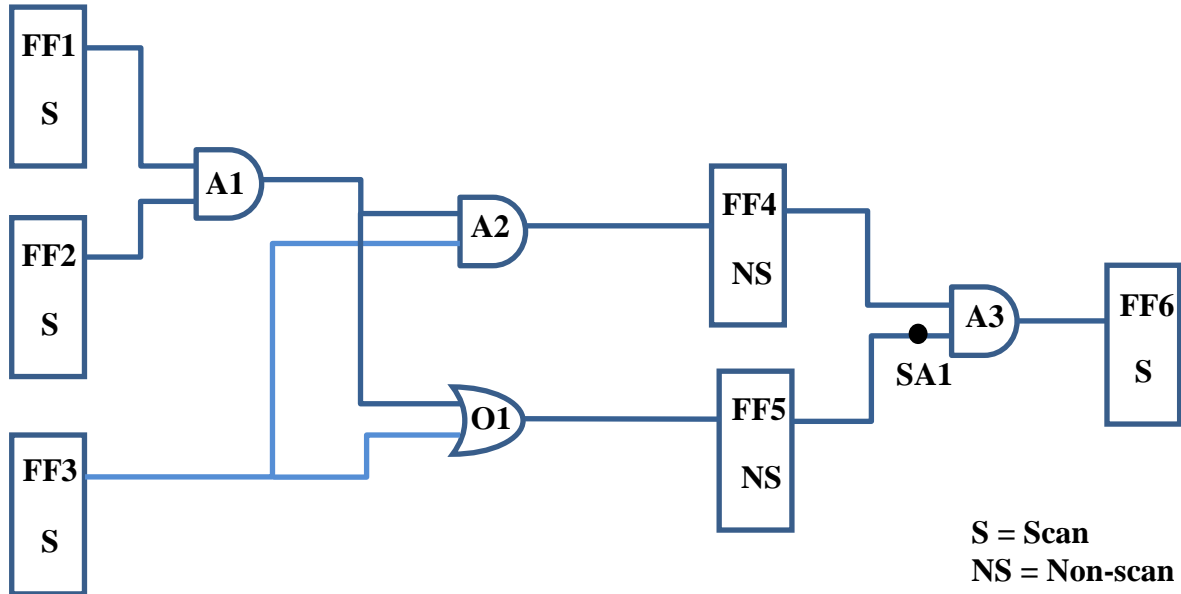 FF1
S
A1
FF2
S
FF3
S
A2
O1
FF4
NS
FF5
NS
A3
SA1
FF6
S
S = Scan
NS = Non-scan